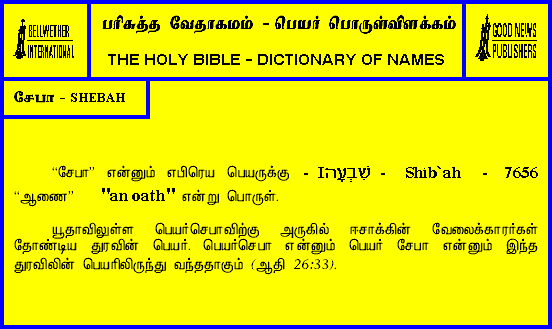 BELLWETHER
INTERNATIONAL
பரிசுத்த வேதாகமம் - பெயர் பொருள்விளக்கம்
THE HOLY BIBLE - DICTIONARY OF NAMES
GOOD NEWS
PUBLISHERS
சேபா - SHEBAH
“சேபா” என்னும் எபிரெய பெயருக்கு - I שִׁבְעָה - Shib`ah - 7656
“ஆணை” "an oath" என்று பொருள்.
யூதாவிலுள்ள பெயர்செபாவிற்கு அருகில் ஈசாக்கின் வேலைக்காரர்கள்
தோண்டிய துரவின் பெயர். பெயர்செபா என்னும் பெயர் சேபா என்னும் இந்த
துரவிலின் பெயரிலிருந்து வந்ததாகும் (ஆதி 26:33).